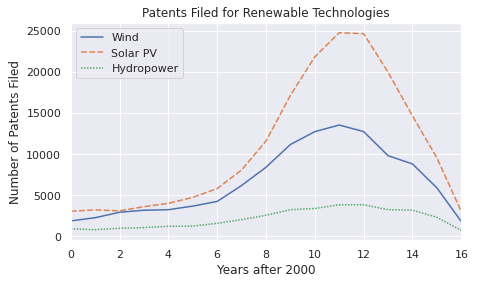 Patents Filed for Renewable Technologies
Wind
Solar PV
Hydropower
Number of Patents Filed
25000
20000
15000
10000
5000
0
0 2 4 6 8 10 12 14 16
Years after 2000